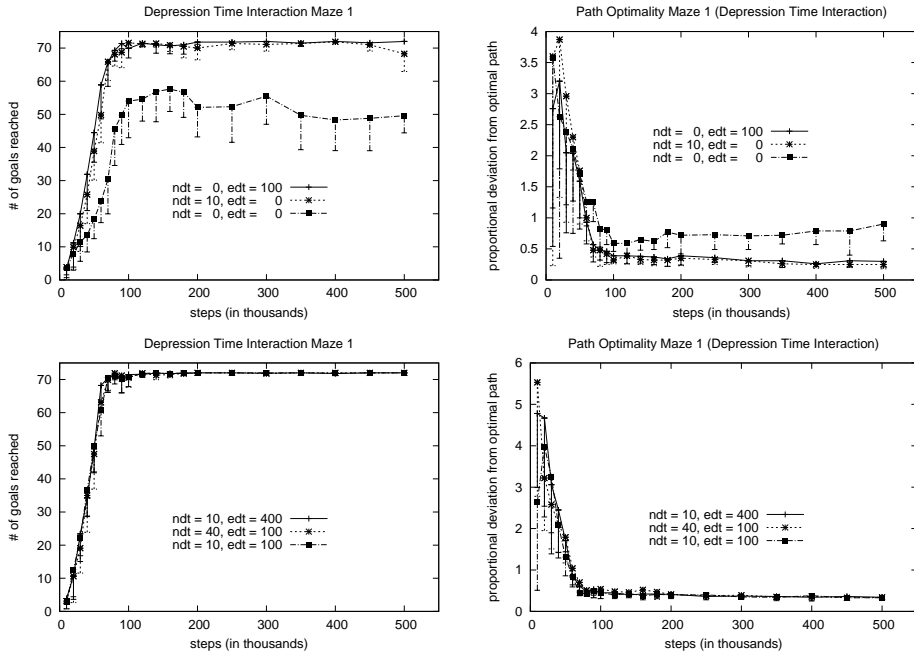 Depression Time Interaction Maze 1
# of goals reached
70
60
50
40
30
20
10
0
ndt = 0, edt = 100
ndt = 10, edt = 0
ndt = 0, edt = 0
0 100 200 300 400 500
steps (in thousands)
Path Optimality Maze 1 (Depression Time Interaction)
proportional deviation from optimal path
4
3.5
3
2.5
2
1.5
1
0.5
0
ndt = 0, edt = 100
ndt = 10, edt = 0
ndt = 0, edt = 0
0 100 200 300 400 500
steps (in thousands)
Depression Time Interaction Maze 1
# of goals reached
70
60
50
40
30
20
10
0
ndt = 10, edt = 400
ndt = 40, edt = 100
ndt = 10, edt = 100
0 100 200 300 400 500
steps (in thousands)
Path Optimality Maze 1 (Depression Time Interaction)
proportional deviation from optimal path
6
5
4
3
2
1
0
ndt = 10, edt = 400
ndt = 40, edt = 100
ndt = 10, edt = 100
0 100 200 300 400 500
steps (in thousands)